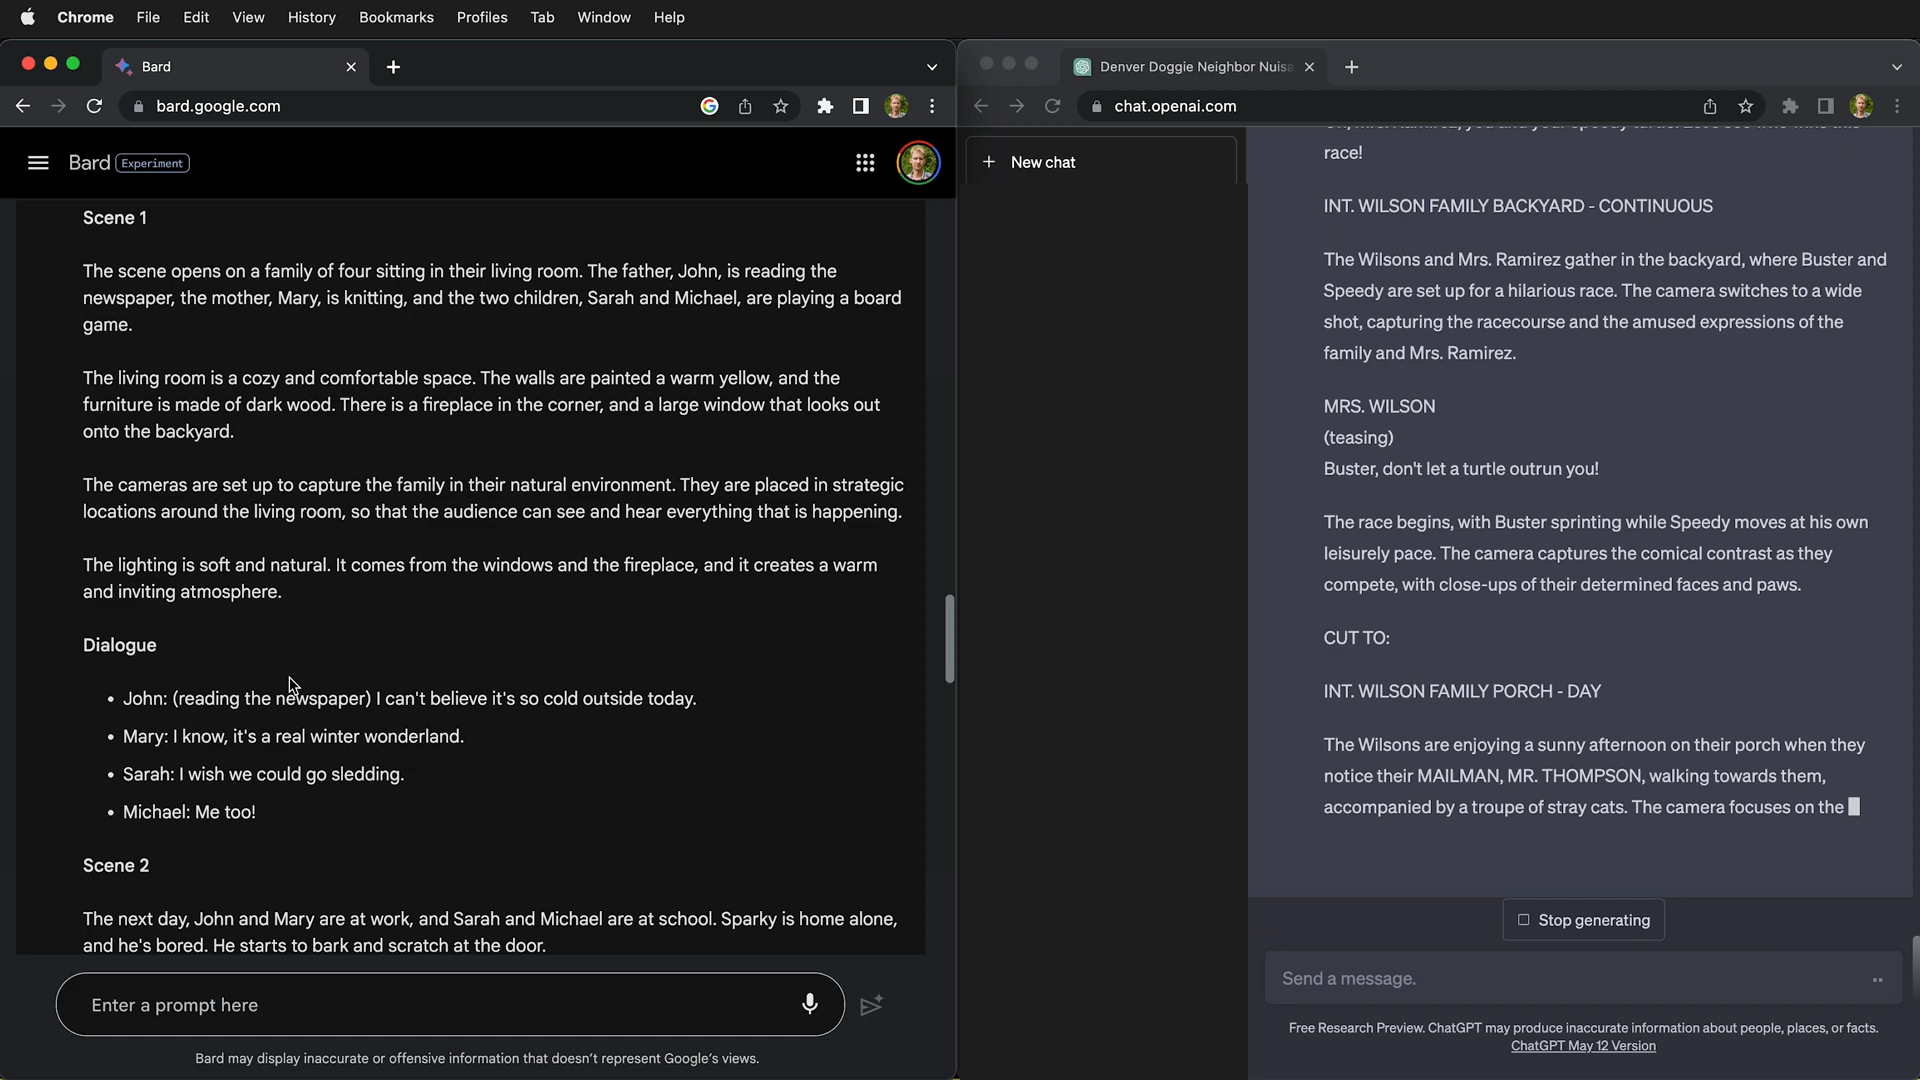 Chrome File Edit View History Bookmarks Profiles Tab Window Help
Bard
bard.google.com
Bard Experiment
Scene 1
The scene opens on a family of four sitting in their living room. The father, John, is reading the
newspaper, the mother, Mary, is knitting, and the two children, Sarah and Michael, are playing a board
game.
The living room is a cozy and comfortable space. The walls are painted a warm yellow, and the
furniture is made of dark wood. There is a fireplace in the corner, and a large window that looks out
onto the backyard.
The cameras are set up to capture the family in their natural environment. They are placed in strategic
locations around the living room, so that the audience can see and hear everything that is happening.
The lighting is soft and natural. It comes from the windows and the fireplace, and it creates a warm
and inviting atmosphere.
Dialogue
• John: (reading the newspaper) I can't believe it's so cold outside today.
• Mary: I know, it's a real winter wonderland.
• Sarah: I wish we could go sledding.
• Michael: Me too!
Scene 2
The next day, John and Mary are at work, and Sarah and Michael are at school. Sparky is home alone,
and he's bored. He starts to bark and scratch at the door.
Enter a prompt here
Bard may display inaccurate or offensive information that doesn't represent Google's views.
Denver Doggie Neighbor Nuisa
chat.openai.com
New chat
race!
INT. WILSON FAMILY BACKYARD - CONTINUOUS
The Wilsons and Mrs. Ramirez gather in the backyard, where Buster and
Speedy are set up for a hilarious race. The camera switches to a wide
shot, capturing the racecourse and the amused expressions of the
family and Mrs. Ramirez.
MRS. WILSON
(teasing)
Buster, don't let a turtle outrun you!
The race begins, with Buster sprinting while Speedy moves at his own
leisurely pace. The camera captures the comical contrast as they
compete, with close-ups of their determined faces and paws.
CUT TO:
INT. WILSON FAMILY PORCH - DAY
The Wilsons are enjoying a sunny afternoon on their porch when they
notice their MAILMAN, MR. THOMPSON, walking towards them,
accompanied by a troupe of stray cats. The camera focuses on the
Stop generating
Send a message.
Free Research Preview. ChatGPT may produce inaccurate information about people, places, or facts.
ChatGPT May 12 Version